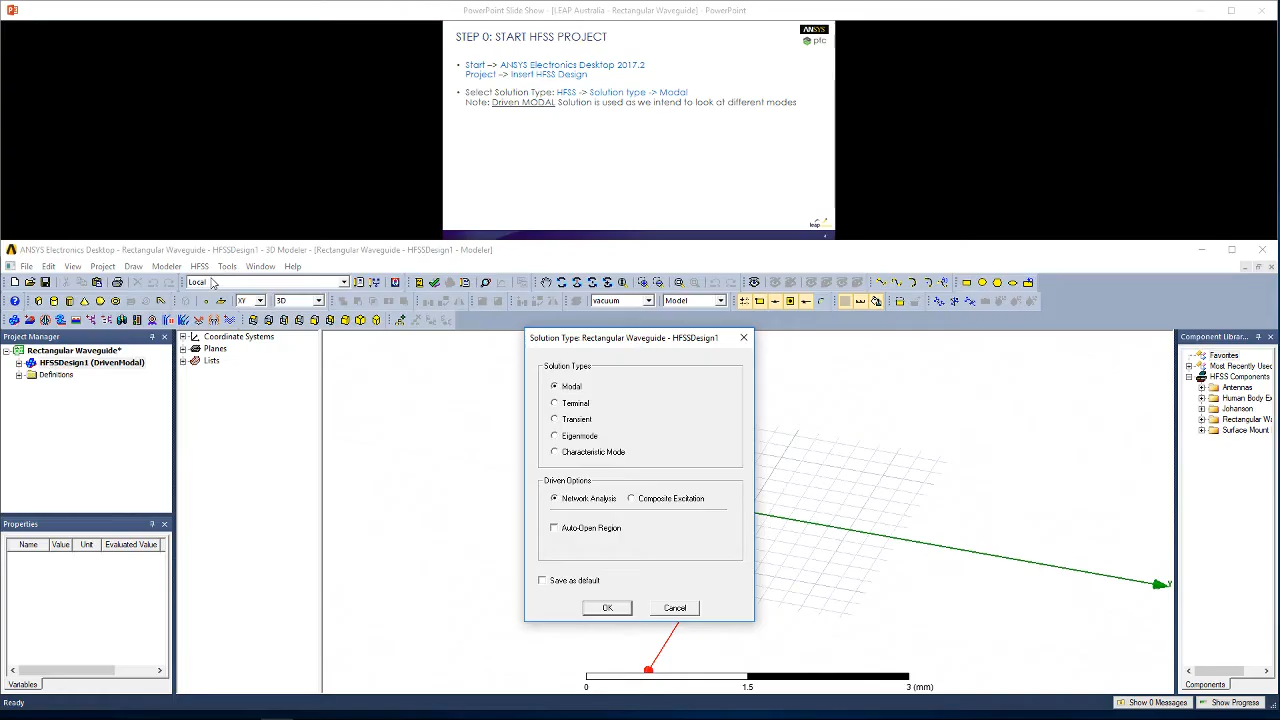 PowerPoint Slide Show - [LEAP Australia - Rectangular Waveguide] - PowerPoint
STEP 0: START HFSS PROJECT
ANSYS
ptc
• Start –> ANSYS Electronics Desktop 2017.2
Project –> Insert HFSS Design
• Select Solution Type: HFSS -> Solution type -> Modal
Note: Driven MODAL Solution is used as we intend to look at different modes
leap
ANSYS Electronics Desktop - Rectangular Waveguide - HFSSDesign1 - 3D Modeler - [Rectangular Waveguide - HFSSDesign1 - Modeler]
File Edit View Project Draw Modeler HFSS Tools Window Help
Local
XY 3D vacuum Model
Project Manager
Rectangular Waveguide*
HFSSDesign1 (DrivenModal)
Definitions
Coordinate Systems
Planes
Lists
Solution Type: Rectangular Waveguide - HFSSDesign1
Solution Types
Modal
Terminal
Transient
Eigenmode
Characteristic Mode
Driven Options
Network Analysis Composite Excitation
Auto-Open Region
Save as default
OK Cancel
Component Librar...
Favorites
Most Recently Used
HFSS Components
Antennas
Human Body E
Johanson
Rectangular W
Surface Mount
Properties
Name Value Unit Evaluated Value
Variables
Y
0 1.5 3 (mm)
Components
Ready
Show 0 Messages Show Progress